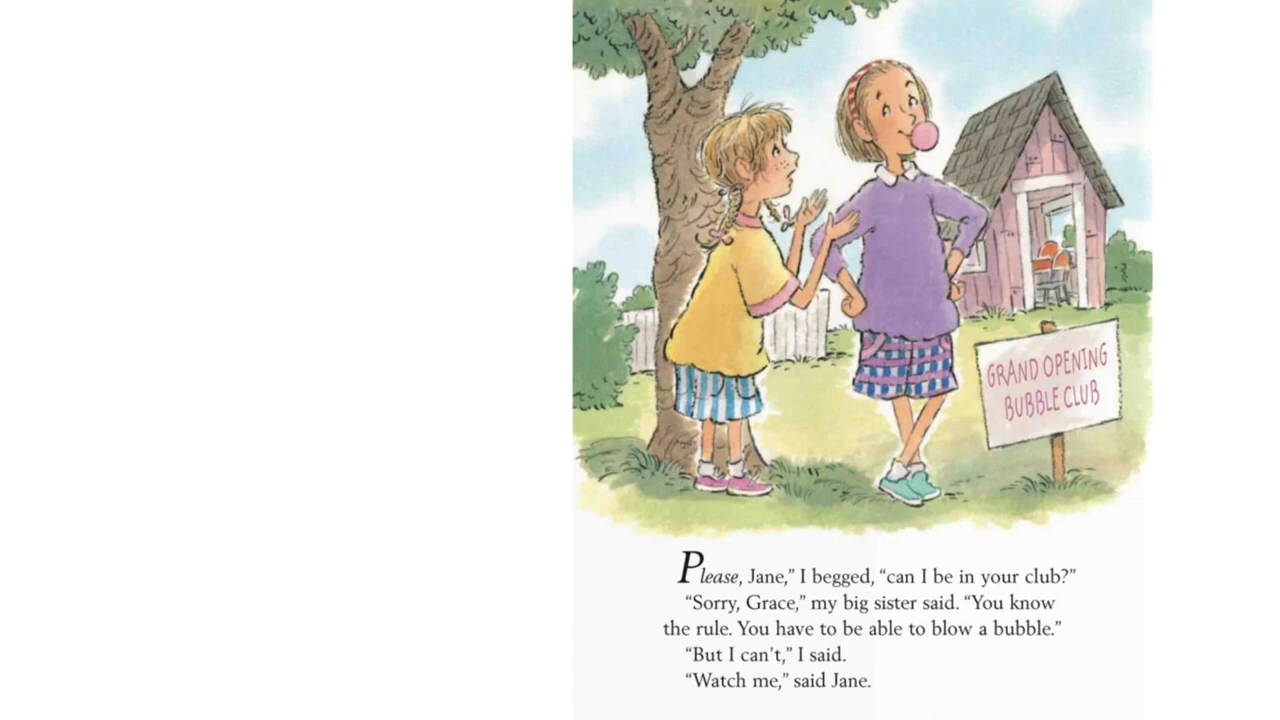 GRAND OPENING
BUBBLE CLUB
Please, Jane,” I begged, “can I be in your club?”
“Sorry, Grace,” my big sister said. “You know
the rule. You have to be able to blow a bubble.”
“But I can’t,” I said.
“Watch me,” said Jane.